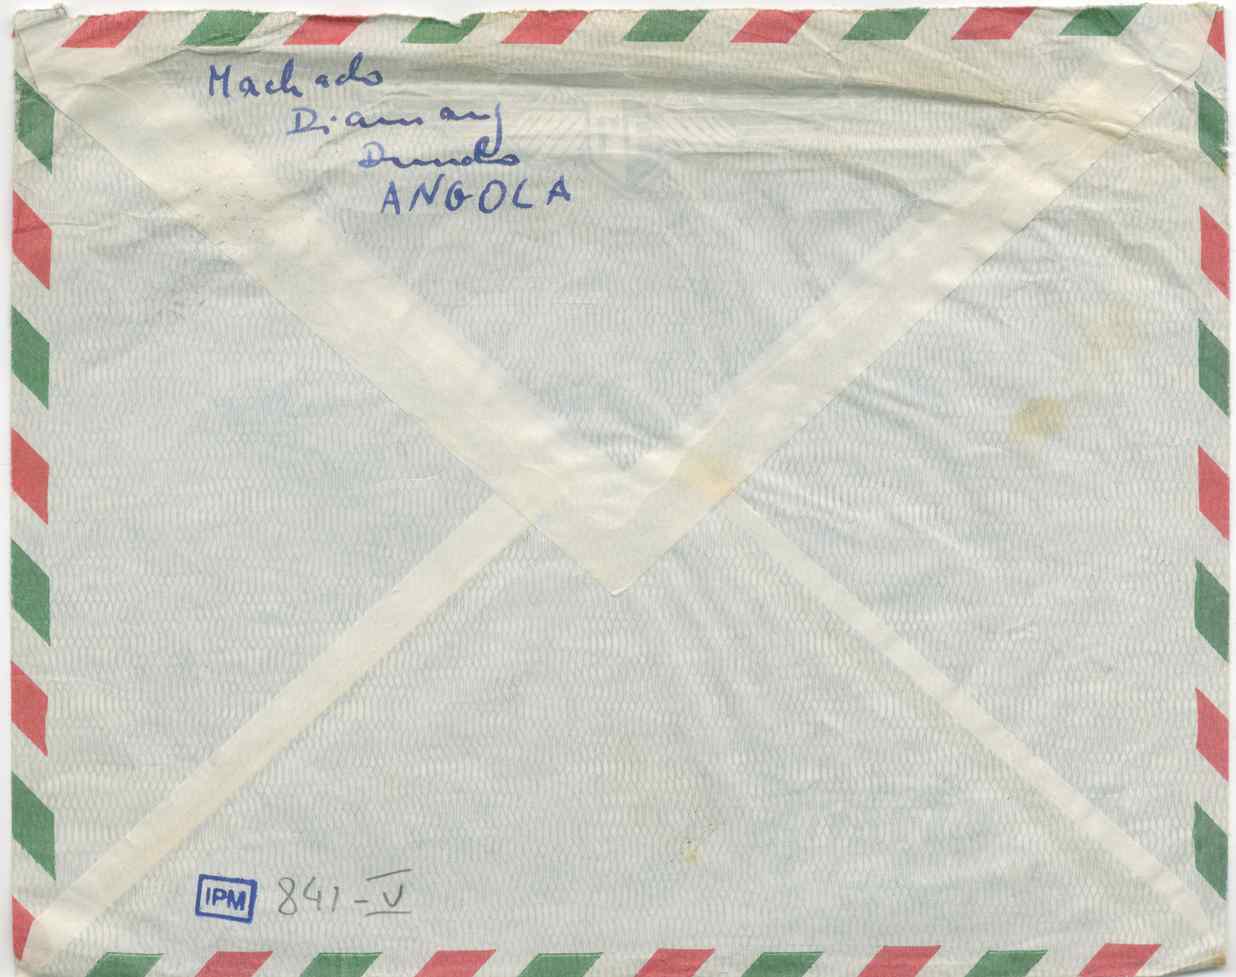 Machado
Diamang
Dundo
ANGOLA
IPM 841-V